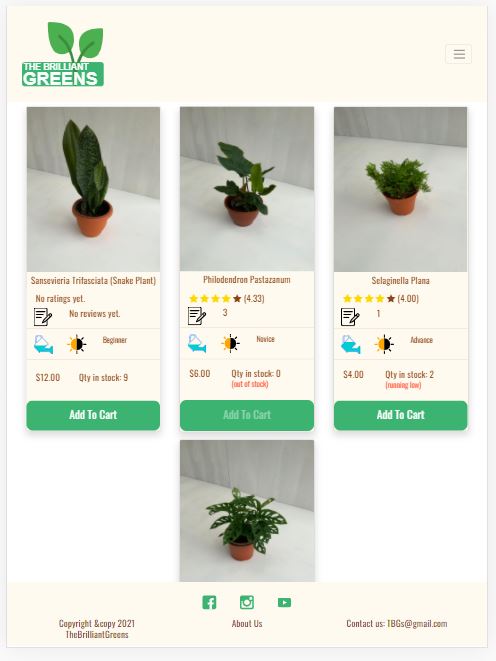 THE BRILLIANT
GREENS
Sansevieria Trifasciata (Snake Plant)
No ratings yet.
No reviews yet.
Beginner
$12.00 Qty in stock: 9
Add To Cart
Philodendron Pastazanum
(4.33)
3
Novice
$6.00 Qty in stock: 0
(out of stock)
Add To Cart
Selaginella Plana
(4.00)
1
Advance
$4.00 Qty in stock: 2
(running low)
Add To Cart
Copyright &copy 2021
TheBrilliantGreens
About Us
Contact us: TBGs@gmail.com